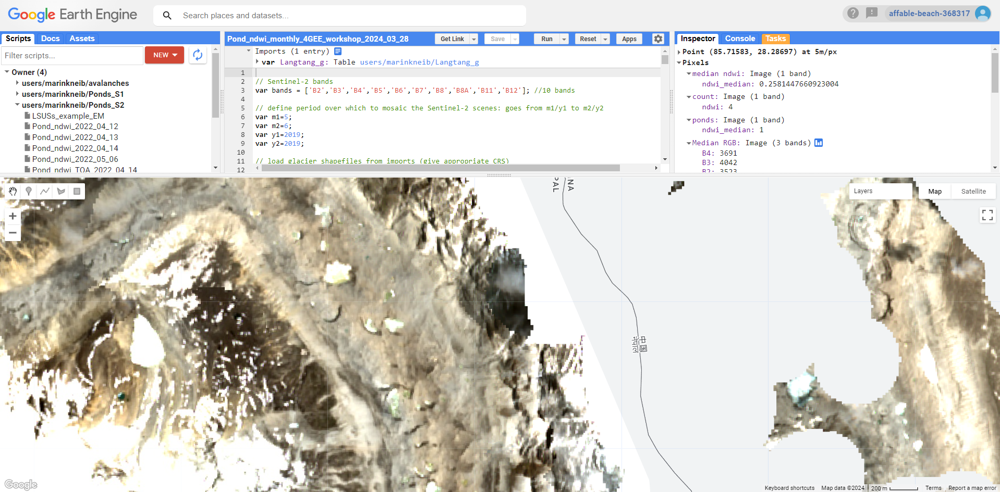 Google Earth Engine
Search places and datasets...
affable-beach-368317
Scripts Docs Assets
Filter scripts...
NEW
Owner (4)
users/marinkneib/avalanches
users/marinkneib/Ponds_S1
users/marinkneib/Ponds_S2
LSUSs_example_EM
Pond_ndwi_2022_04_12
Pond_ndwi_2022_04_13
Pond_ndwi_2022_04_14
Pond_ndwi_2022_05_06
Pond_ndwi_TOA_2022_04_14
Pond_ndwi_monthly_4GEE_workshop_2024_03_28
Get Link Save Run Reset Apps
Imports (1 entry)
var Langtang_g: Table users/marinkneib/Langtang_g
1
2 // Sentinel-2 bands
3 var bands = ['B2','B3','B4','B5','B6','B7','B8','B8A','B11','B12']; //10 bands
4
5 // define period over which to mosaic the Sentinel-2 scenes: goes from m1/y1 to m2/y2
6 var m1=5;
7 var m2=6;
8 var y1=2019;
9 var y2=2019;
10
11 // load glacier shapefiles from imports (give appropriate CRS)
12
Inspector Console Tasks
Point (85.71583, 28.28697) at 5m/px
Pixels
median ndwi: Image (1 band)
ndwi_median: 0.2581447660923004
count: Image (1 band)
ndwi: 4
ponds: Image (1 band)
ndwi_median: 1
Median RGB: Image (3 bands)
B4: 3691
B3: 4042
B2: 3523
Layers
Map Satellite
中国
नेपाल
Google
Keyboard shortcuts Map data ©2024 200 m Terms Report a map error